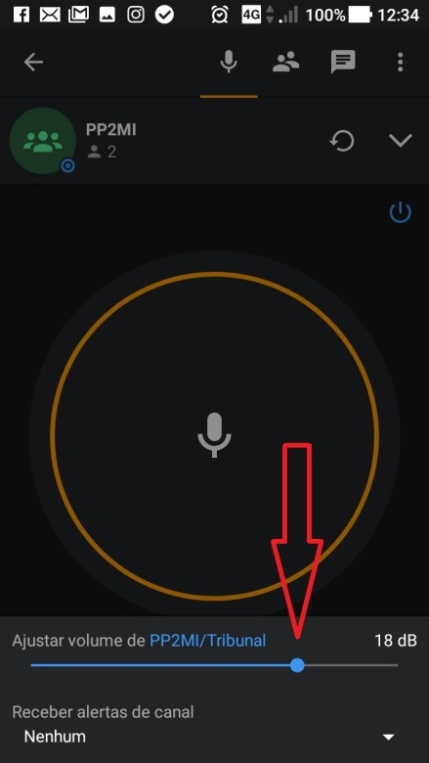 4G 100% 12:34
PP2MI
2
Ajustar volume de PP2MI/Tribunal 18 dB
Receber alertas de canal
Nenhum